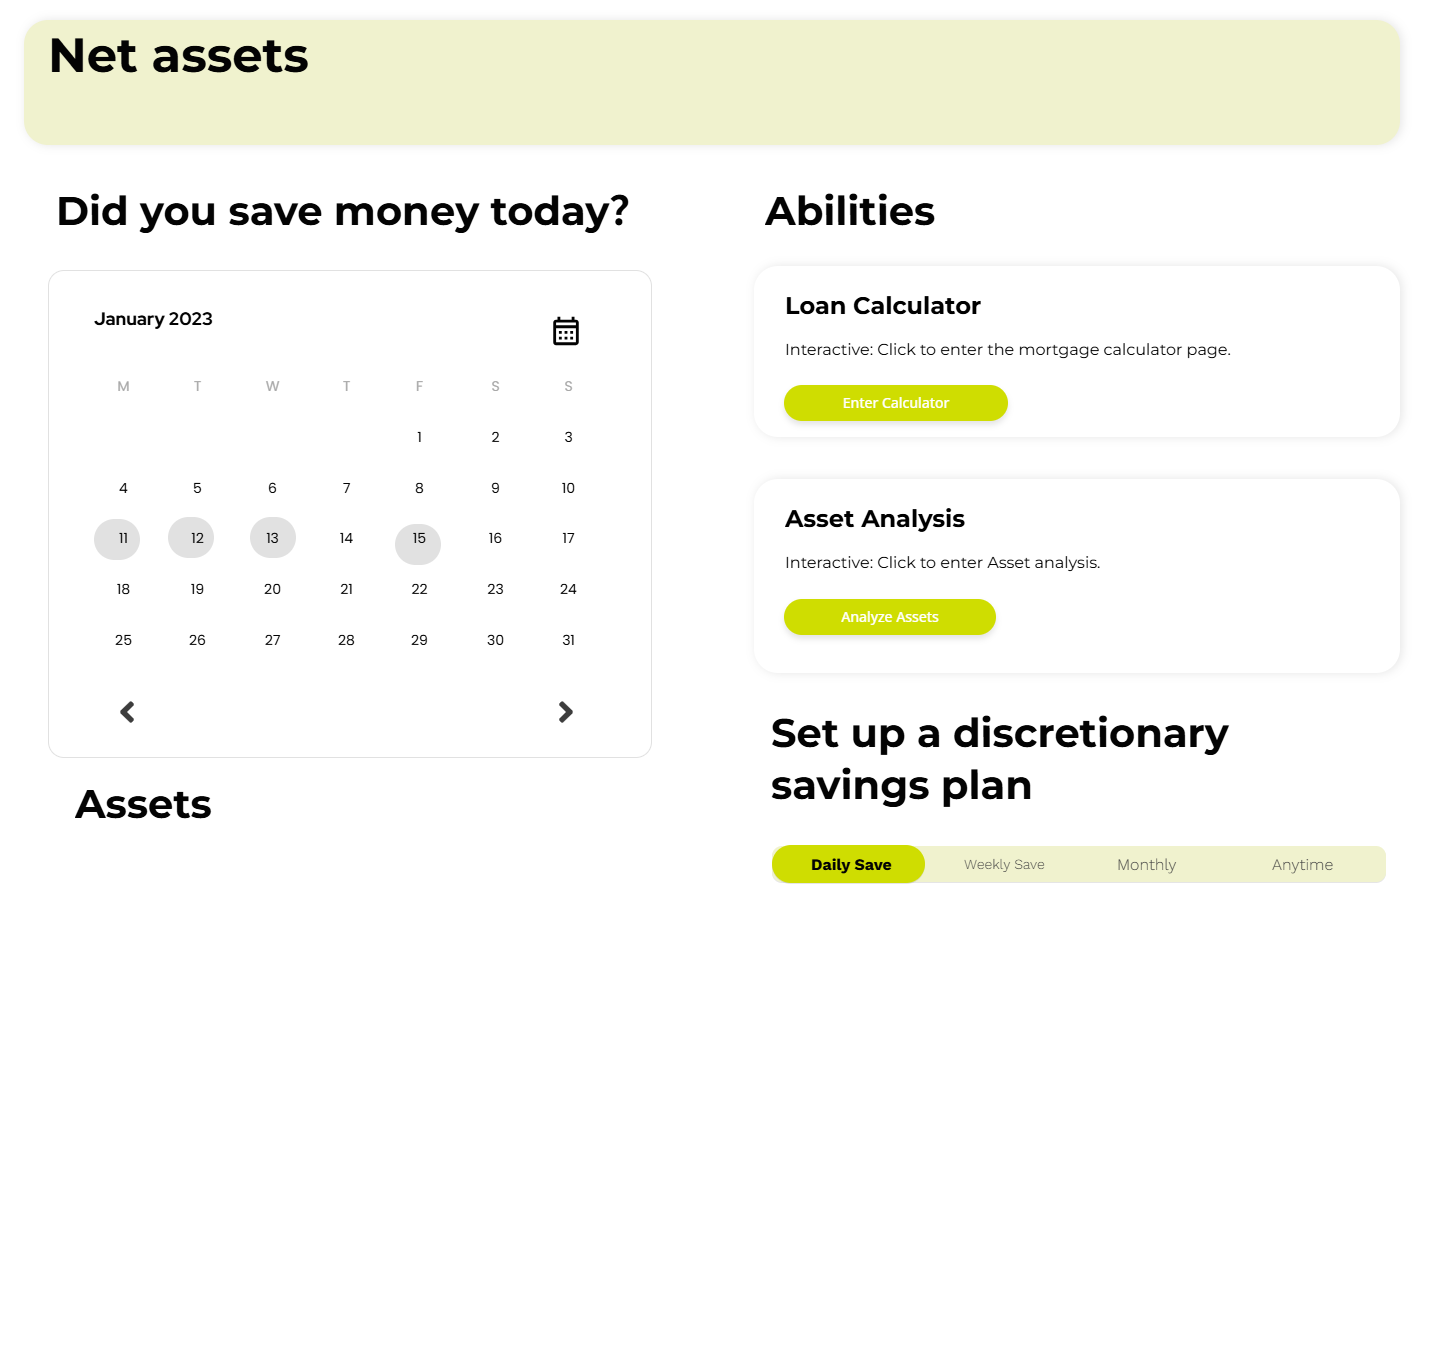 Net assets
Did you save money today?
January 2023
M T W T F S S
1 2 3
4 5 6 7 8 9 10
11 12 13 14 15 16 17
18 19 20 21 22 23 24
25 26 27 28 29 30 31
Assets
Abilities
Loan Calculator
Interactive: Click to enter the mortgage calculator page.
Enter Calculator
Asset Analysis
Interactive: Click to enter Asset analysis.
Analyze Assets
Set up a discretionary
savings plan
Daily Save Weekly Save Monthly Anytime